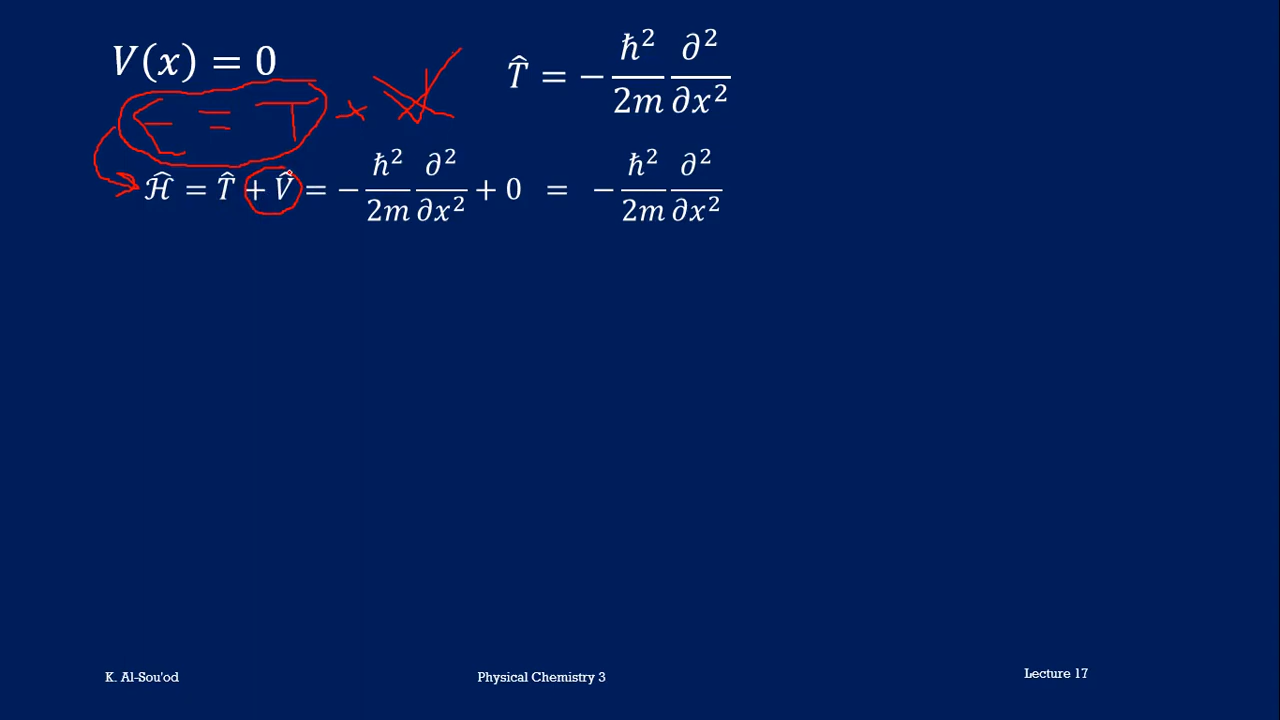 V(x) = 0
T̂ = −ħ²/2m ∂²/∂x²
E = T + V
ℋ̂ = T̂ + V̂ = −ħ²/2m ∂²/∂x² + 0 = −ħ²/2m ∂²/∂x²
K. Al-Sou'od
Physical Chemistry 3
Lecture 17